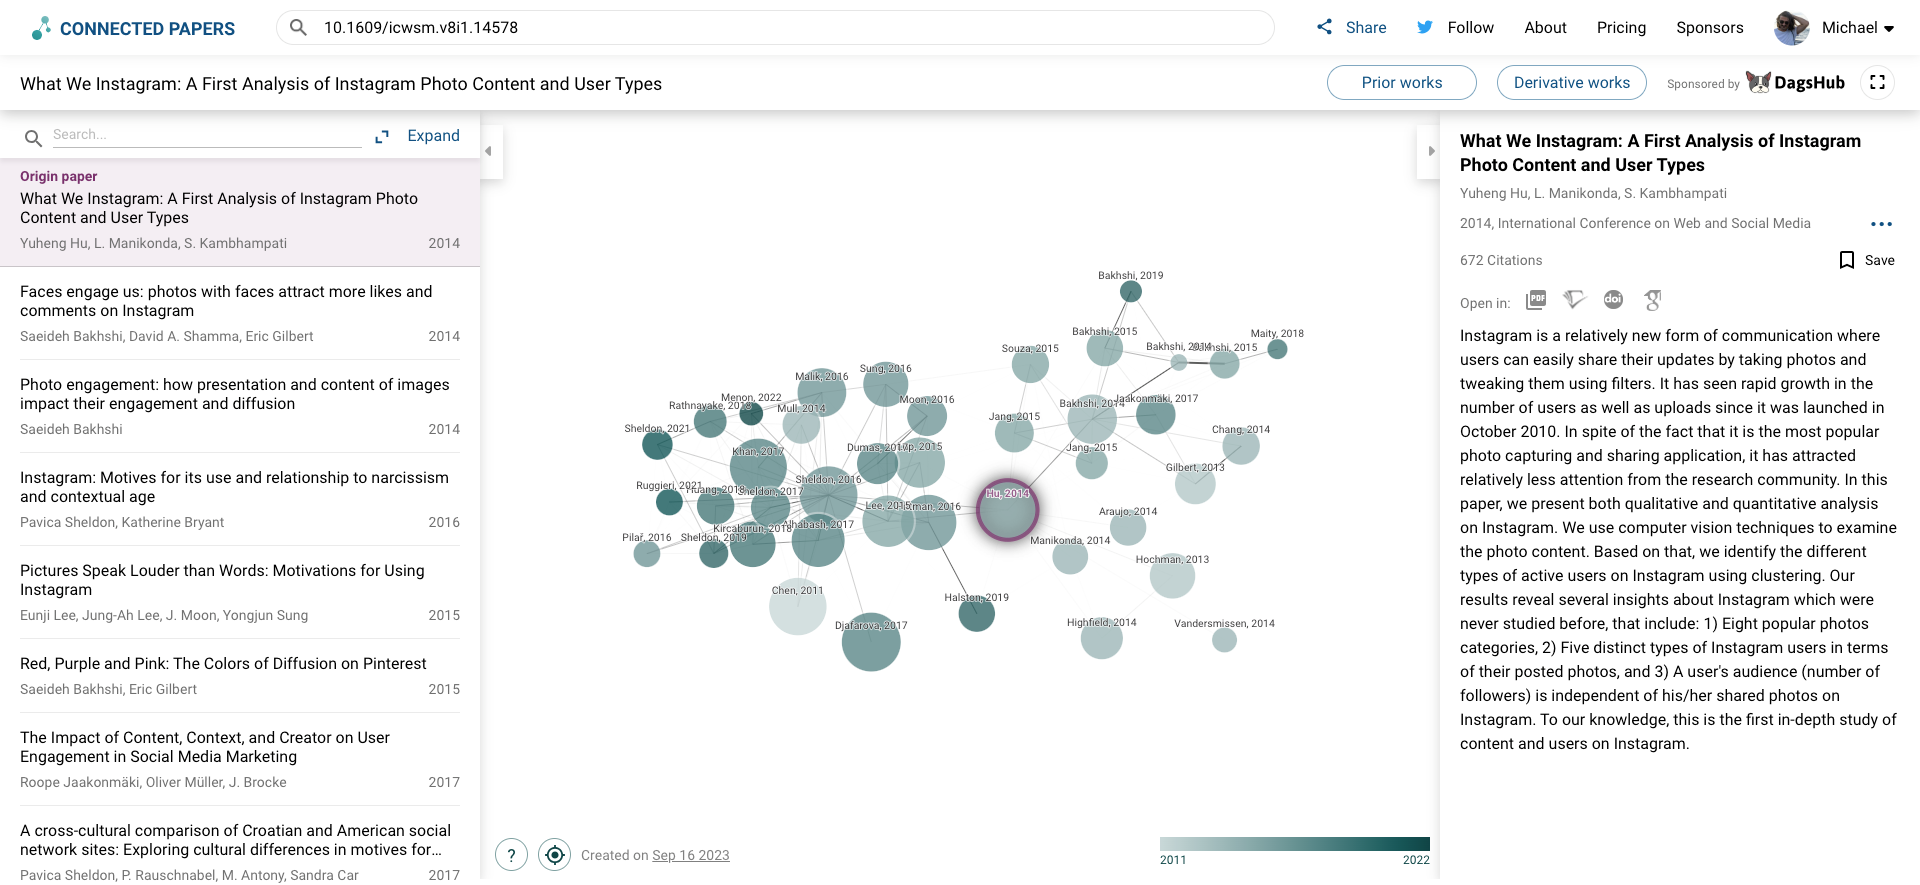 CONNECTED PAPERS
10.1609/icwsm.v8i1.14578
Share
Follow
About
Pricing
Sponsors
Michael
What We Instagram: A First Analysis of Instagram Photo Content and User Types
Prior works
Derivative works
Sponsored by
DagsHub
Search...
Expand
Origin paper
What We Instagram: A First Analysis of Instagram Photo
Content and User Types
Yuheng Hu, L. Manikonda, S. Kambhampati 2014
Faces engage us: photos with faces attract more likes and
comments on Instagram
Saeideh Bakhshi, David A. Shamma, Eric Gilbert 2014
Photo engagement: how presentation and content of images
impact their engagement and diffusion
Saeideh Bakhshi 2014
Instagram: Motives for its use and relationship to narcissism
and contextual age
Pavica Sheldon, Katherine Bryant 2016
Pictures Speak Louder than Words: Motivations for Using
Instagram
Eunji Lee, Jung-Ah Lee, J. Moon, Yongjun Sung 2015
Red, Purple and Pink: The Colors of Diffusion on Pinterest
Saeideh Bakhshi, Eric Gilbert 2015
The Impact of Content, Context, and Creator on User
Engagement in Social Media Marketing
Roope Jaakonmäki, Oliver Müller, J. Brocke 2017
A cross-cultural comparison of Croatian and American social
network sites: Exploring cultural differences in motives for...
Pavica Sheldon, P. Rauschnabel, M. Antony, Sandra Car 2017
Bakhshi, 2019
Bakhshi, 2015
Maity, 2018
Souza, 2015
Bakhshi, 2014
Sung, 2016
Malik, 2016
Menon, 2022
Moon, 2016
Rathnayake, 2018
Mull, 2014
Bakhshi, 2014
Jaakonmäki, 2017
Jang, 2015
Sheldon, 2021
Chang, 2014
Khan, 2017
Dumas, 2017
Jang, 2015
Gilbert, 2013
Sheldon, 2016
Ruggieri, 2021
Huang, 2018
Sheldon, 2017
Hu, 2014
Lee, 2015
Araujo, 2014
Kircaburun, 2018
Alhabash, 2017
Pilař, 2016
Sheldon, 2019
Manikonda, 2014
Hochman, 2013
Chen, 2011
Halston, 2019
Djafarova, 2017
Highfield, 2014
Vandersmissen, 2014
?
Created on Sep 16 2023
2011
2022
What We Instagram: A First Analysis of Instagram
Photo Content and User Types
Yuheng Hu, L. Manikonda, S. Kambhampati
2014, International Conference on Web and Social Media
672 Citations
Save
Open in:
PDF
doi
Instagram is a relatively new form of communication where
users can easily share their updates by taking photos and
tweaking them using filters. It has seen rapid growth in the
number of users as well as uploads since it was launched in
October 2010. In spite of the fact that it is the most popular
photo capturing and sharing application, it has attracted
relatively less attention from the research community. In this
paper, we present both qualitative and quantitative analysis
on Instagram. We use computer vision techniques to examine
the photo content. Based on that, we identify the different
types of active users on Instagram using clustering. Our
results reveal several insights about Instagram which were
never studied before, that include: 1) Eight popular photos
categories, 2) Five distinct types of Instagram users in terms
of their posted photos, and 3) A user's audience (number of
followers) is independent of his/her shared photos on
Instagram. To our knowledge, this is the first in-depth study of
content and users on Instagram.